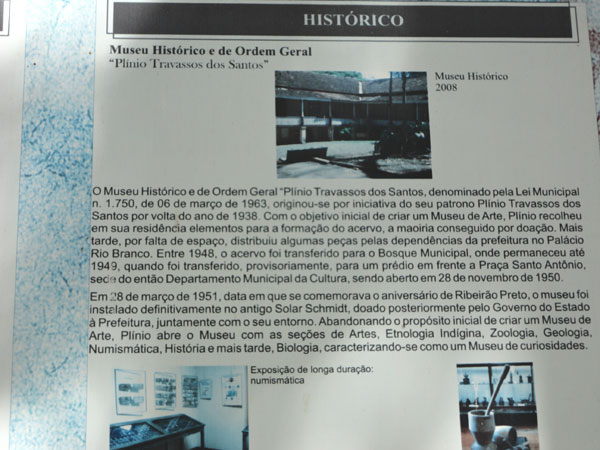 HISTÓRICO
Museu Histórico e de Ordem Geral
“Plínio Travassos dos Santos”
Museu Histórico
2008
O Museu Histórico e de Ordem Geral “Plínio Travassos dos Santos, denominado pela Lei Municipal
n. 1.750, de 06 de março de 1963, originou-se por iniciativa do seu patrono Plínio Travassos dos
Santos por volta do ano de 1938. Com o objetivo inicial de criar um Museu de Arte, Plínio recolheu
em sua residência elementos para a formação do acervo, a maoiria conseguido por doação. Mais
tarde, por falta de espaço, distribuiu algumas peças pelas dependências da prefeitura no Palácio
Rio Branco. Entre 1948, o acervo foi transferido para o Bosque Municipal, onde permaneceu até
1949, quando foi transferido, provisoriamente, para um prédio em frente a Praça Santo Antônio,
sede do então Departamento Municipal da Cultura, sendo aberto em 28 de novembro de 1950.
Em 28 de março de 1951, data em que se comemorava o aniversário de Ribeirão Preto, o museu foi
instalado definitivamente no antigo Solar Schmidt, doado posteriormente pelo Governo do Estado
à Prefeitura, juntamente com o seu entorno. Abandonando o propósito inicial de criar um Museu de
Arte, Plínio abre o Museu com as seções de Artes, Etnologia Indígina, Zoologia, Geologia,
Numismática, História e mais tarde, Biologia, caracterizando-se como um Museu de curiosidades.
Exposição de longa duração:
numismática